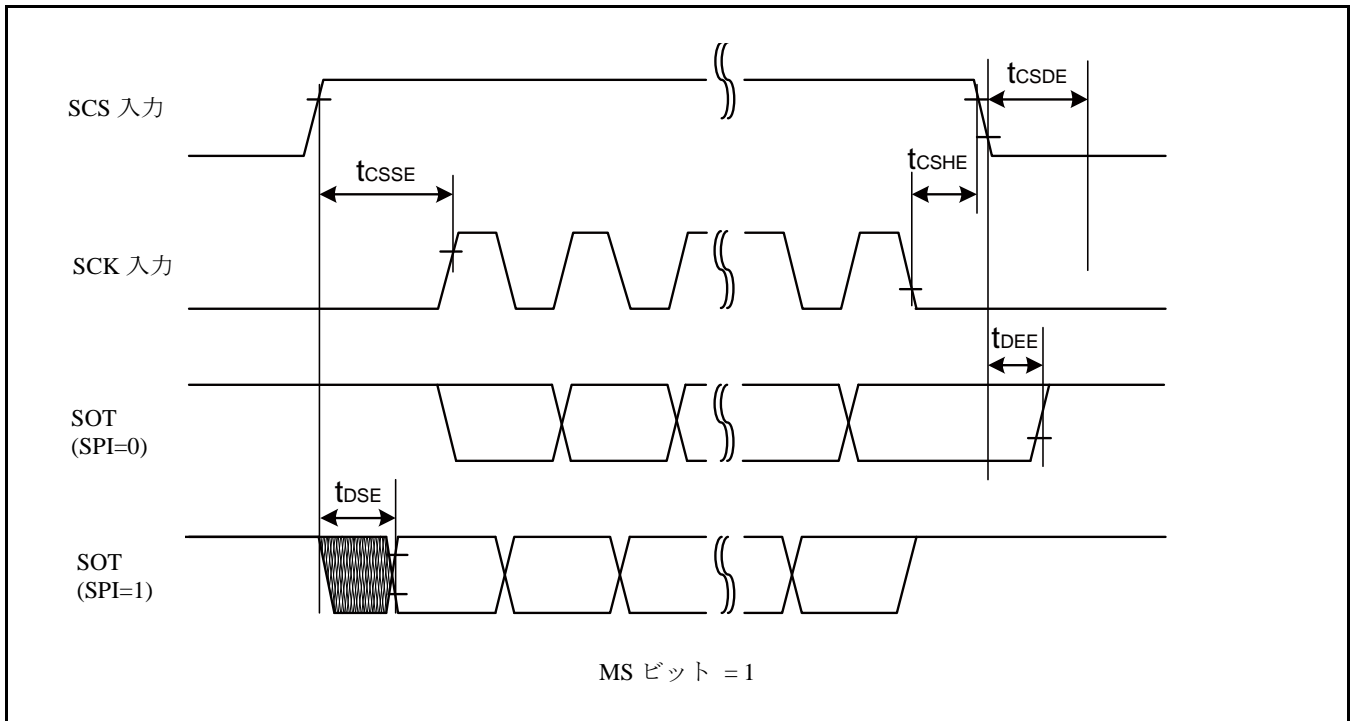 SCS 入力
tCSDE
tCSHE
tCSSE
SCK 入力
tDEE
SOT
(SPI=0)
tDSE
SOT
(SPI=1)
MS ビット = 1